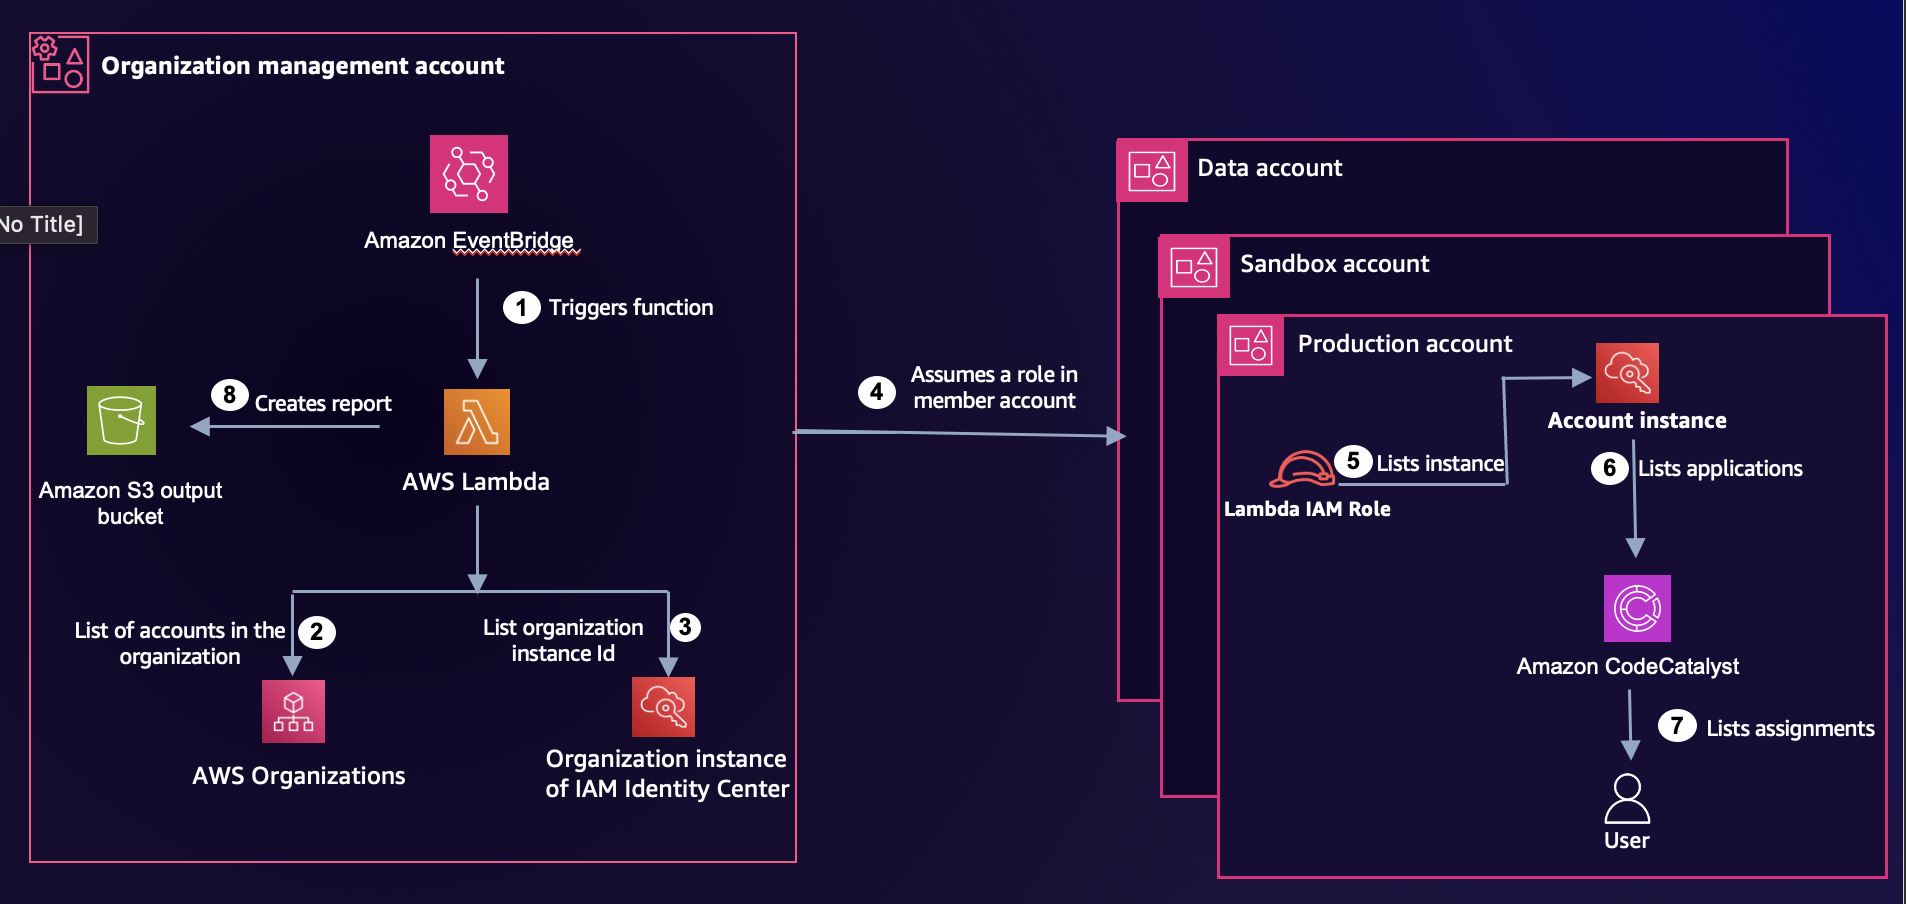 Organization management account
No Title]
Amazon EventBridge
1 Triggers function
8 Creates report
Amazon S3 output
bucket
AWS Lambda
List of accounts in the
organization
2
List organization
instance Id
3
AWS Organizations
Organization instance
of IAM Identity Center
4
Assumes a role in
member account
Data account
Sandbox account
Production account
Account instance
5 Lists instance
Lambda IAM Role
6 Lists applications
Amazon CodeCatalyst
7 Lists assignments
User